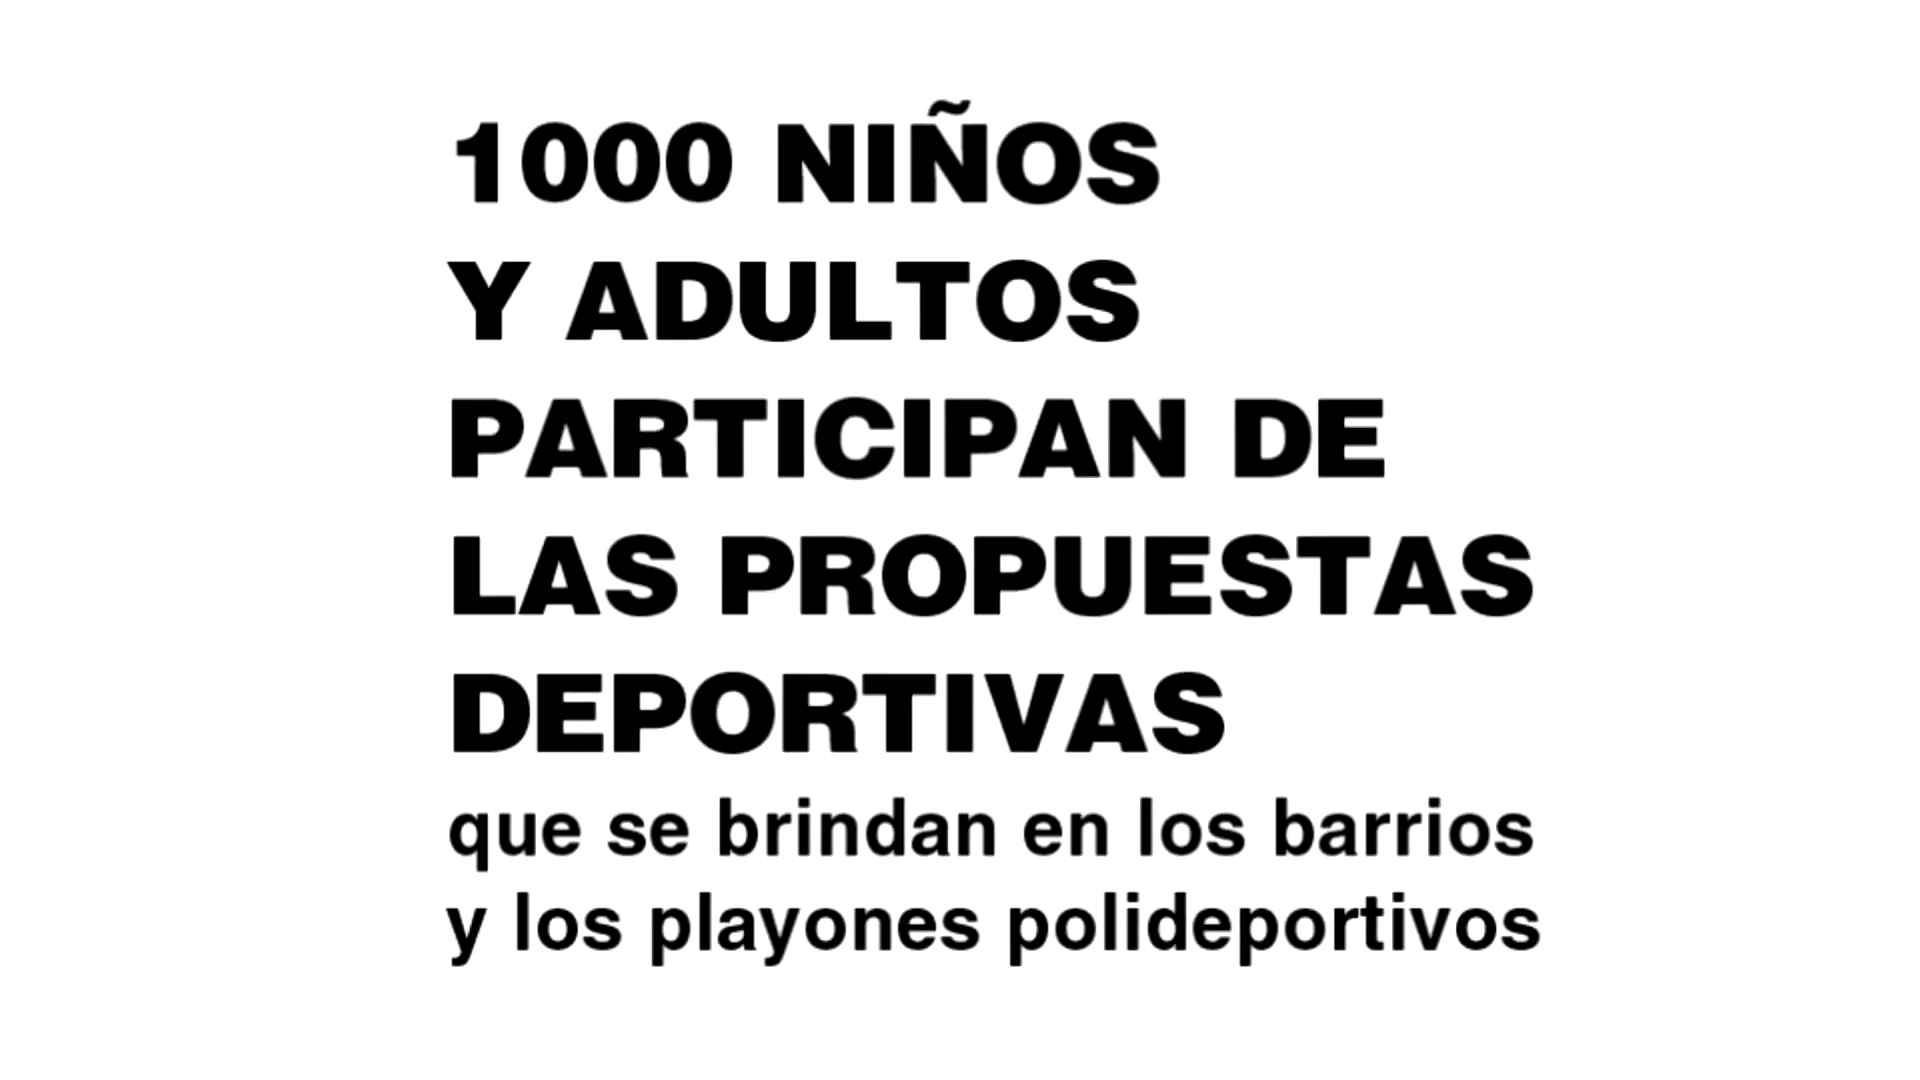 1000 NIÑOS
Y ADULTOS
PARTICIPAN DE
LAS PROPUESTAS
DEPORTIVAS
que se brindan en los barrios
y los playones polideportivos